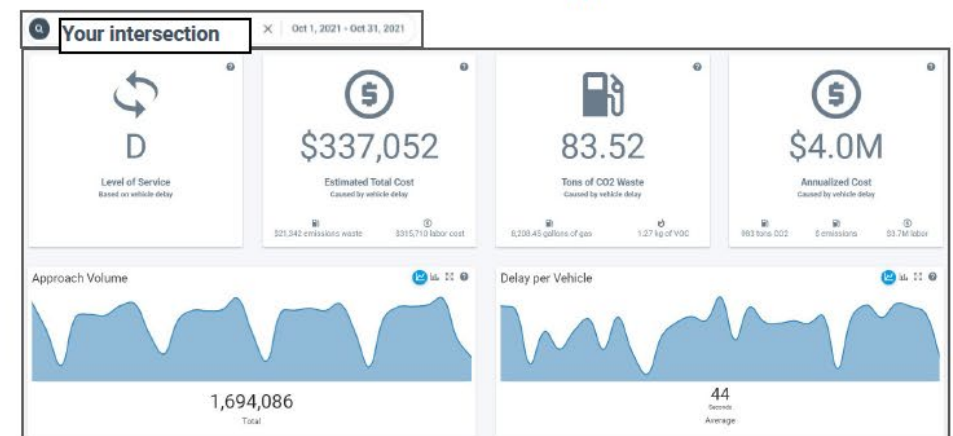 Your intersection
Oct 1, 2021 - Oct 31, 2021
D
Level of Service
Based on vehicle delay
$337,052
Estimated Total Cost
Caused by vehicle delay
$21,342 emissions waste $315,710 labor cost
83.52
Tons of CO2 Waste
Caused by vehicle delay
gallons of gas 1.27 kg of VOC
$4.0M
Annualized Cost
Caused by vehicle delay
983 tons CO2 emissions $3.7M labor
Approach Volume
1,694,086
Total
Delay per Vehicle
44
Seconds
Average